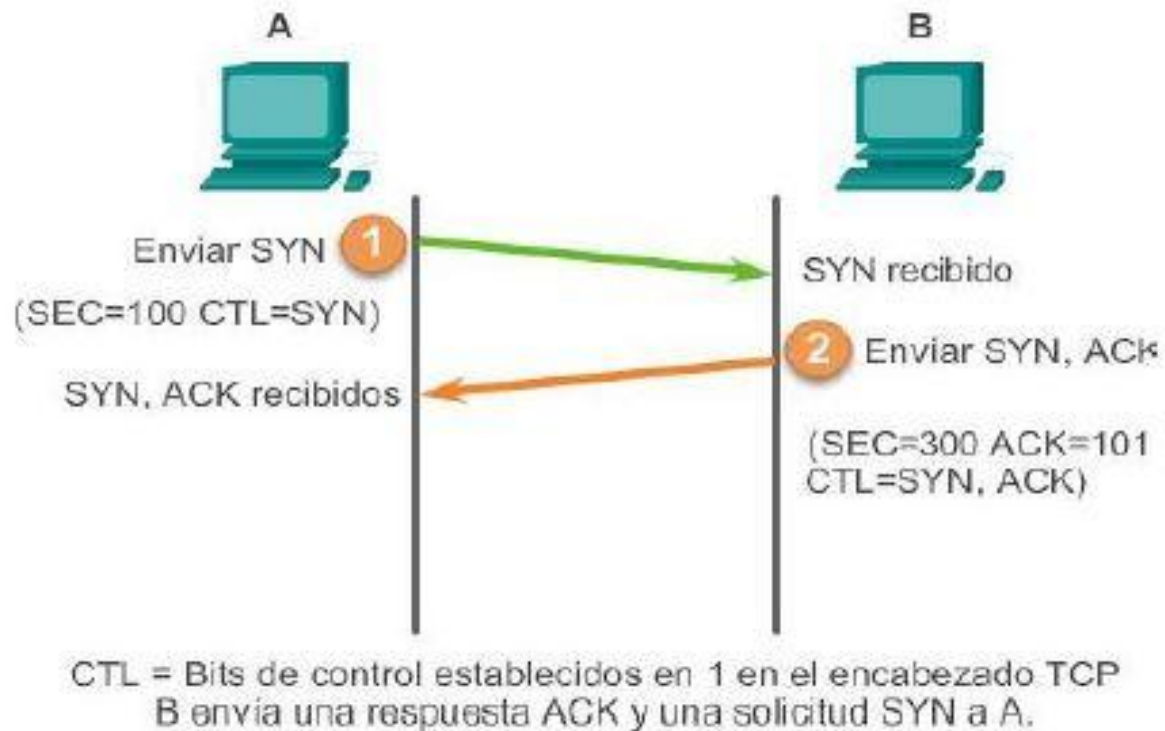 A
B
Enviar SYN 1
SYN recibido
(SEC=100 CTL=SYN)
2 Enviar SYN, ACK
SYN, ACK recibidos
(SEC=300 ACK=101
CTL=SYN, ACK)
CTL = Bits de control establecidos en 1 en el encabezado TCP
B envía una respuesta ACK y una solicitud SYN a A.